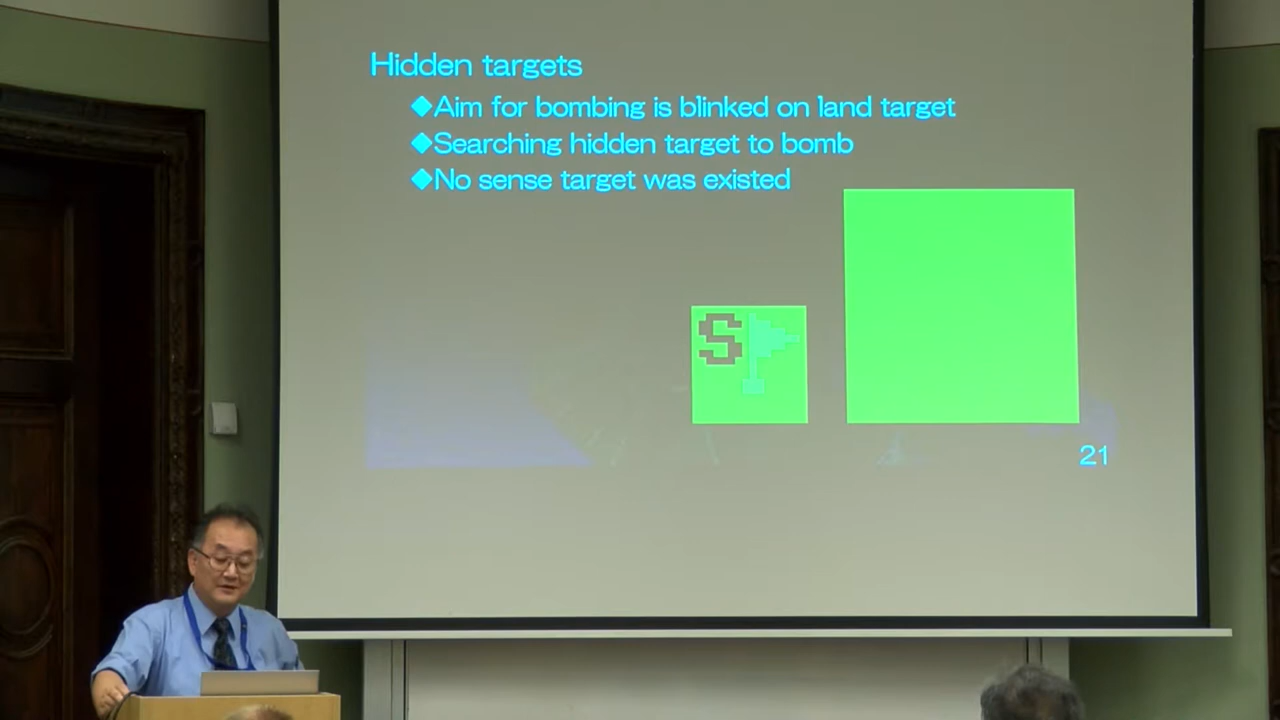 Hidden targets
◆Aim for bombing is blinked on land target
◆Searching hidden target to bomb
◆No sense target was existed
S
21